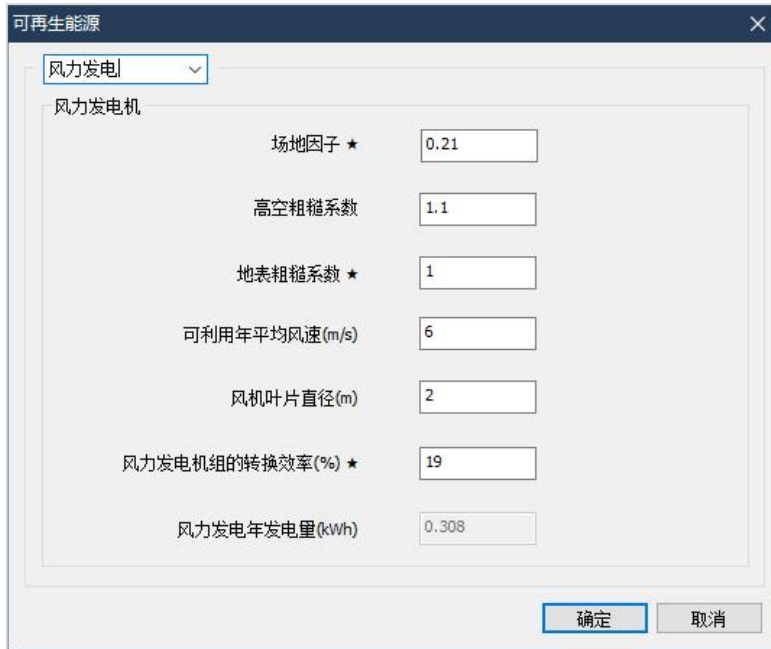 可再生能源
风力发电
风力发电机
场地因子 ★ 0.21
高空粗糙系数 1.1
地表粗糙系数 ★ 1
可利用年平均风速(m/s) 6
风机叶片直径(m) 2
风力发电机组的转换效率(%) ★ 19
风力发电年发电量(kWh) 0.308
确定 取消